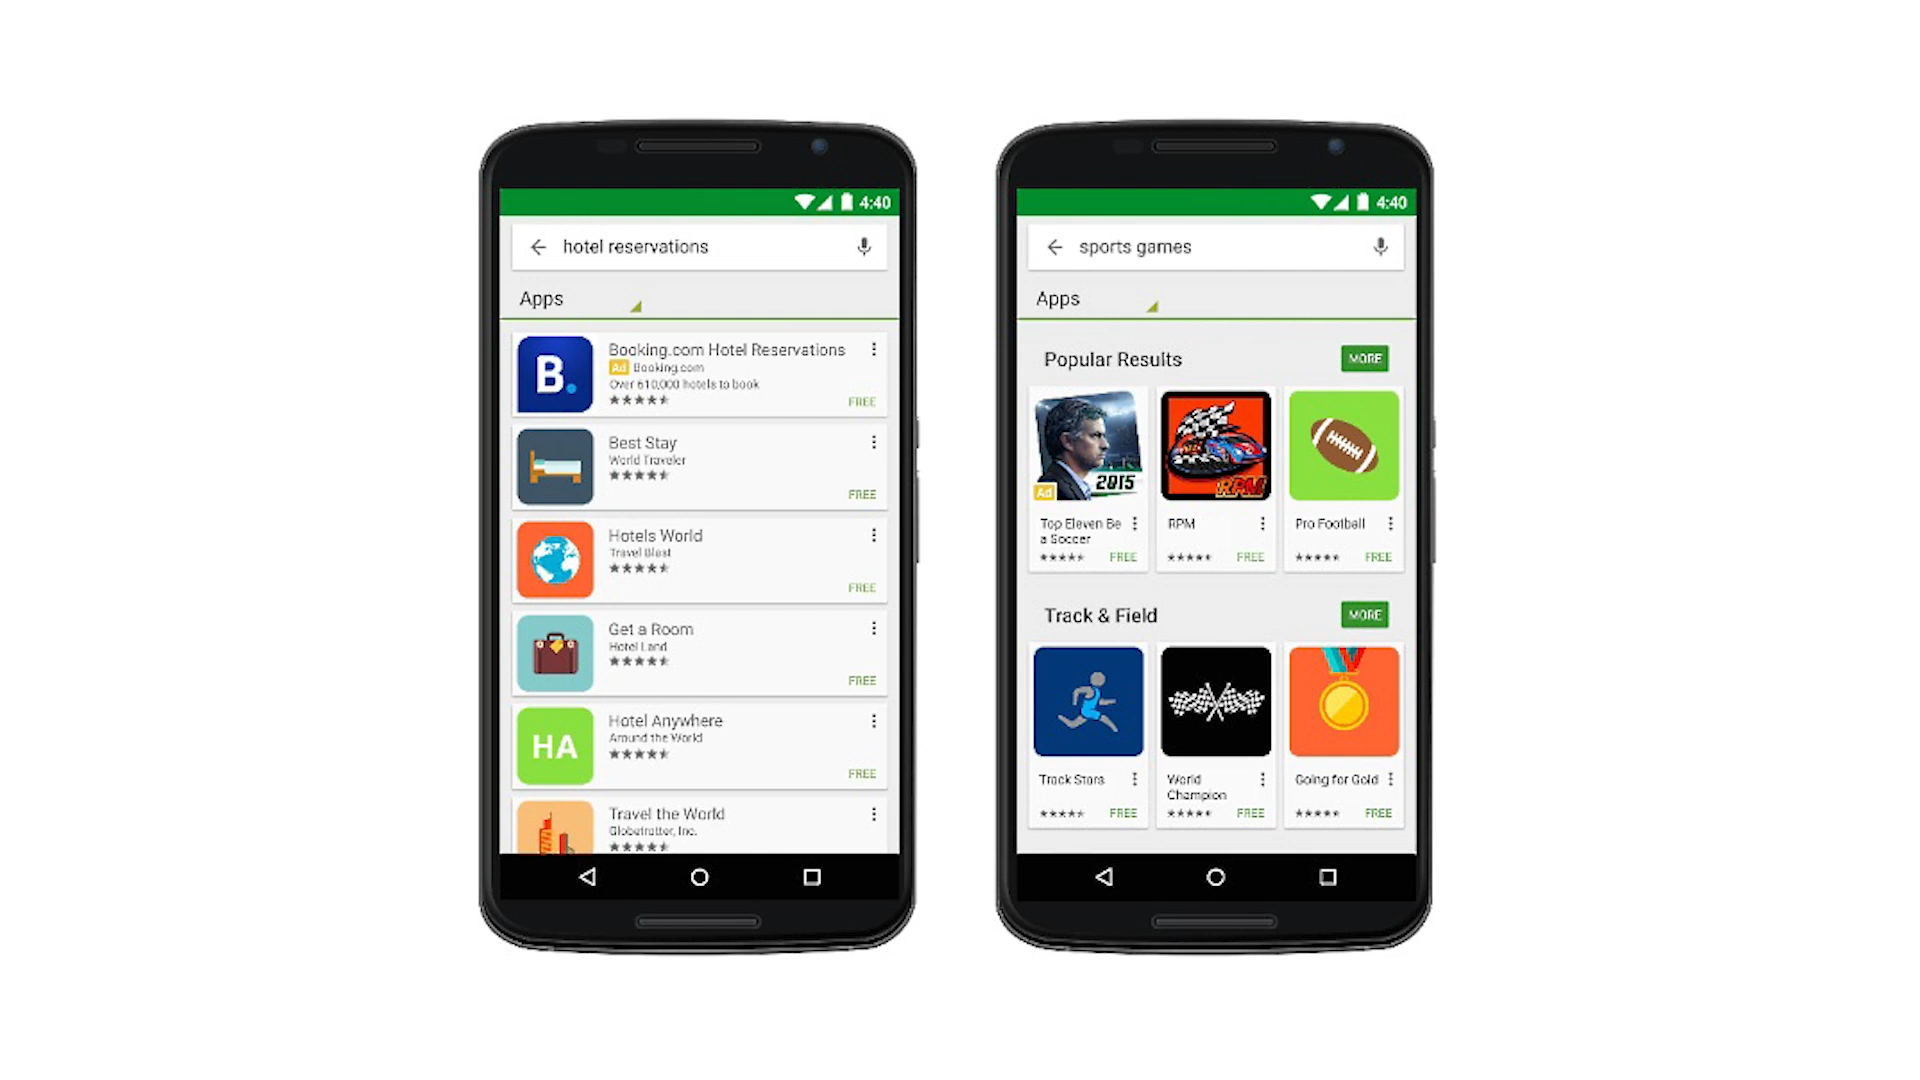 4:40
hotel reservations
Apps
B.
Booking.com Hotel Reservations
Ad Booking.com
Over 610,000 hotels to book
FREE
Best Stay
World Traveler
FREE
Hotels World
Travel Blast
FREE
Get a Room
Hotel Land
FREE
HA
Hotel Anywhere
Around the World
FREE
Travel the World
Globetrotter, Inc.
4:40
sports games
Apps
Popular Results
MORE
2015
Ad
RPM
Top Eleven Be
a Soccer
FREE
RPM
FREE
Pro Football
FREE
Track & Field
MORE
Track Stars
FREE
World
Champion
FREE
Going for Gold
FREE